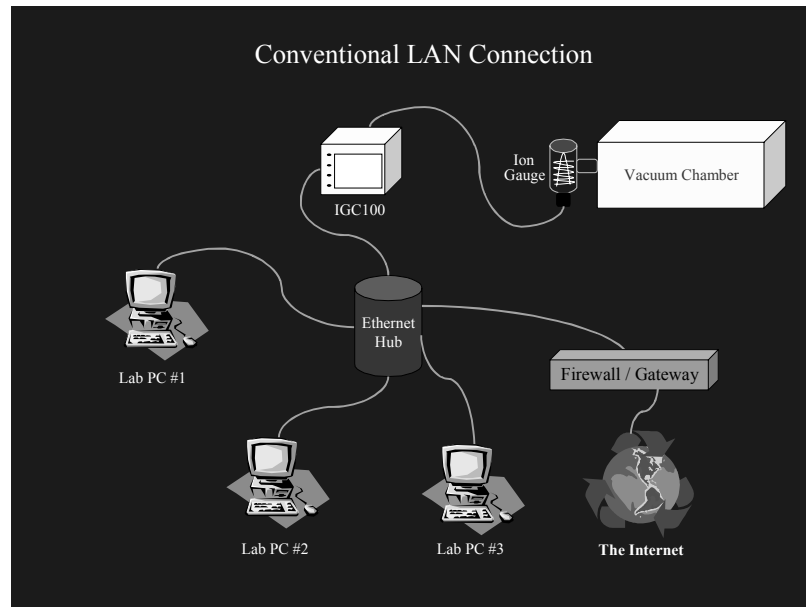 Conventional LAN Connection
Ion
Gauge
Vacuum Chamber
IGC100
Ethernet
Hub
Lab PC #1
Firewall / Gateway
Lab PC #2
Lab PC #3
The Internet